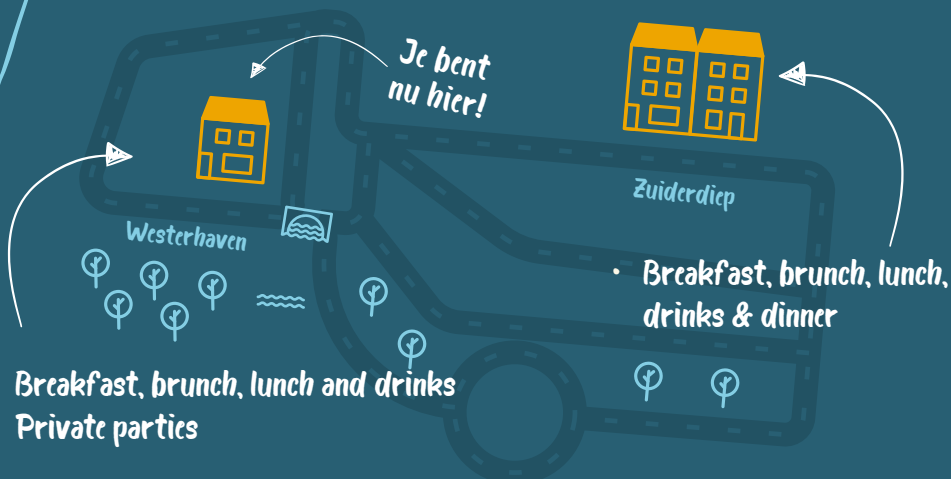 Je bent
nu hier!
Zuiderdiep
Westerhaven
• Breakfast, brunch, lunch,
drinks & dinner
Breakfast, brunch, lunch and drinks
Private parties